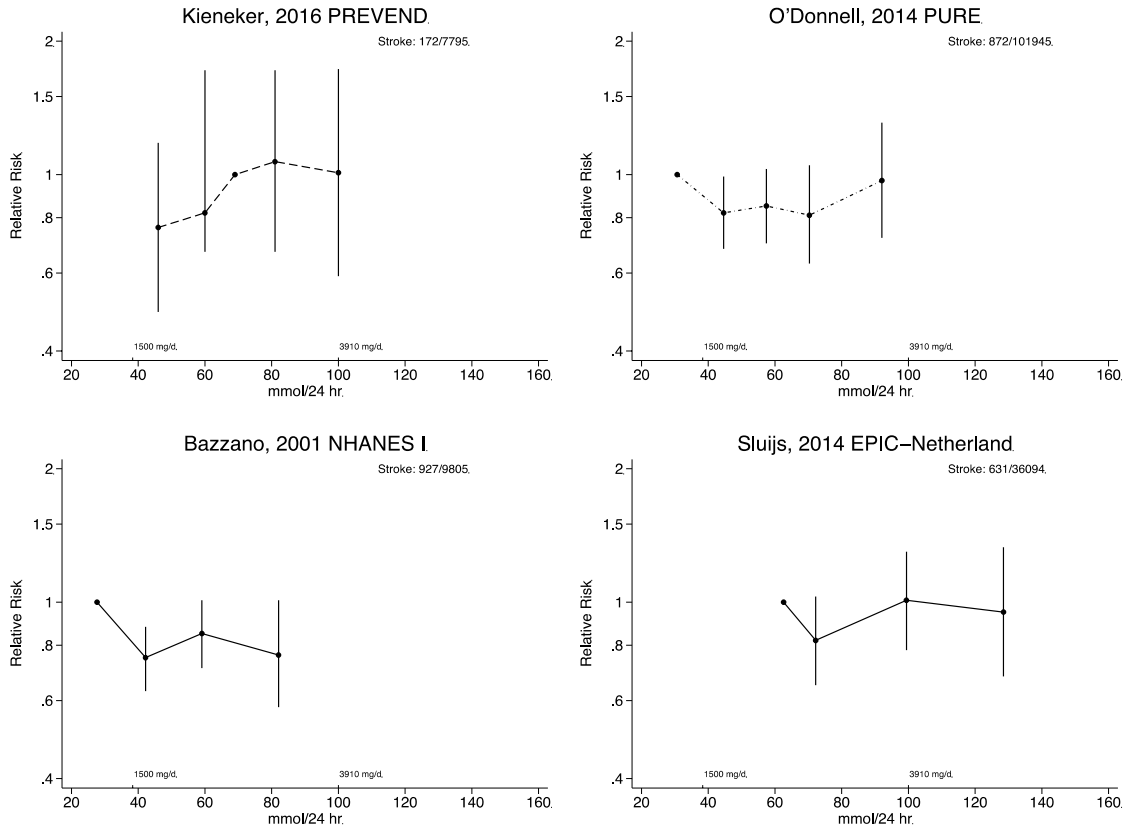 Kieneker, 2016 PREVEND.
Stroke: 172/7795.
2
1.5
1
.8
.6
.4
Relative Risk
1500 mg/d.
3910 mg/d.
20 40 60 80 100 120 140 160.
mmol/24 hr.
O'Donnell, 2014 PURE.
Stroke: 872/101945.
2
1.5
1
.8
.6
.4
Relative Risk
1500 mg/d.
3910 mg/d.
20 40 60 80 100 120 140 160.
mmol/24 hr.
Bazzano, 2001 NHANES I.
Stroke: 927/9805.
2
1.5
1
.8
.6
.4
Relative Risk
1500 mg/d.
3910 mg/d.
20 40 60 80 100 120 140 160.
mmol/24 hr.
Sluijs, 2014 EPIC–Netherland.
Stroke: 631/36094.
2
1.5
1
.8
.6
.4
Relative Risk
1500 mg/d.
3910 mg/d.
20 40 60 80 100 120 140 160.
mmol/24 hr.